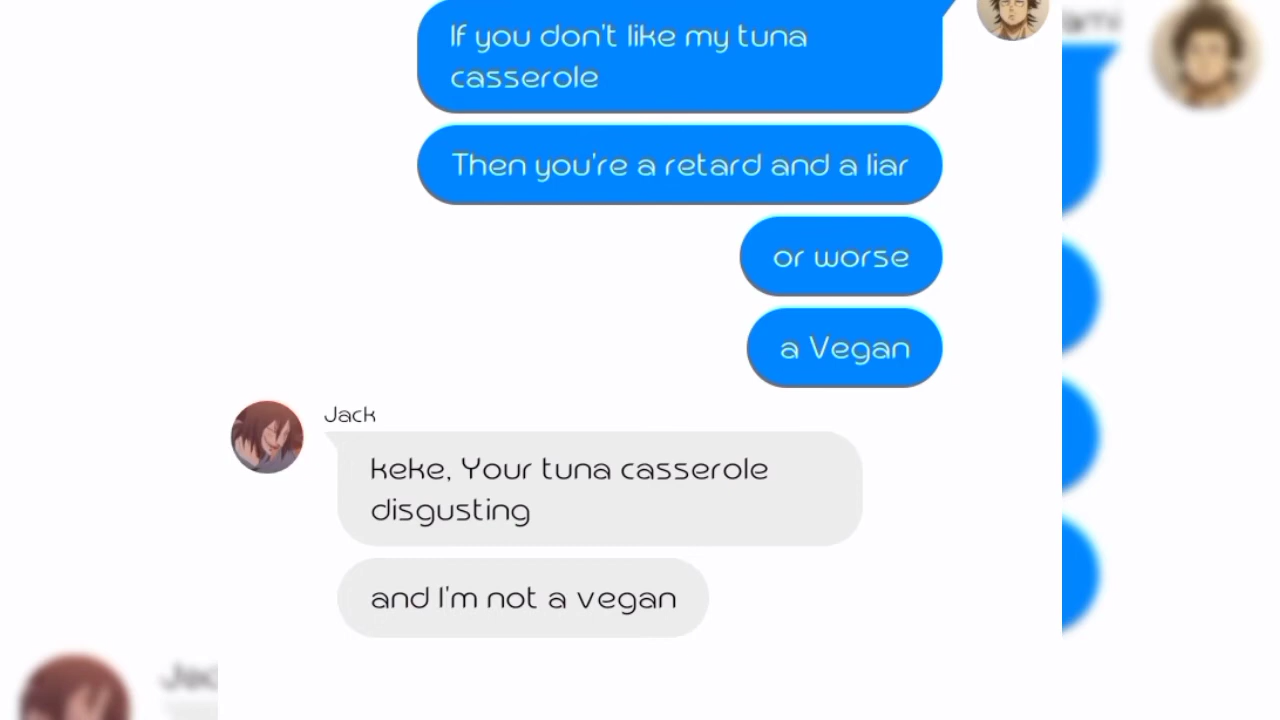 If you don't like my tuna
casserole
Then you're a retard and a liar
or worse
a Vegan
Jack
keke, Your tuna casserole
disgusting
and I'm not a vegan